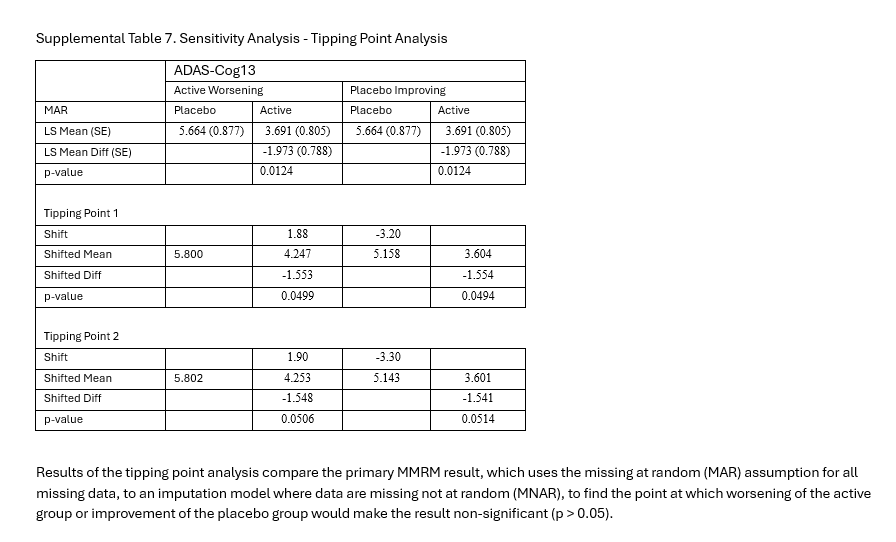 Supplemental Table 7. Sensitivity Analysis - Tipping Point Analysis
ADAS-Cog13
Active Worsening Placebo Improving
MAR Placebo Active Placebo Active
LS Mean (SE) 5.664 (0.877) 3.691 (0.805) 5.664 (0.877) 3.691 (0.805)
LS Mean Diff (SE) -1.973 (0.788) -1.973 (0.788)
p-value 0.0124 0.0124
Tipping Point 1
Shift 1.88 -3.20
Shifted Mean 5.800 4.247 5.158 3.604
Shifted Diff -1.553 -1.554
p-value 0.0499 0.0494
Tipping Point 2
Shift 1.90 -3.30
Shifted Mean 5.802 4.253 5.143 3.601
Shifted Diff -1.548 -1.541
p-value 0.0506 0.0514
Results of the tipping point analysis compare the primary MMRM result, which uses the missing at random (MAR) assumption for all
missing data, to an imputation model where data are missing not at random (MNAR), to find the point at which worsening of the active
group or improvement of the placebo group would make the result non-significant (p > 0.05).